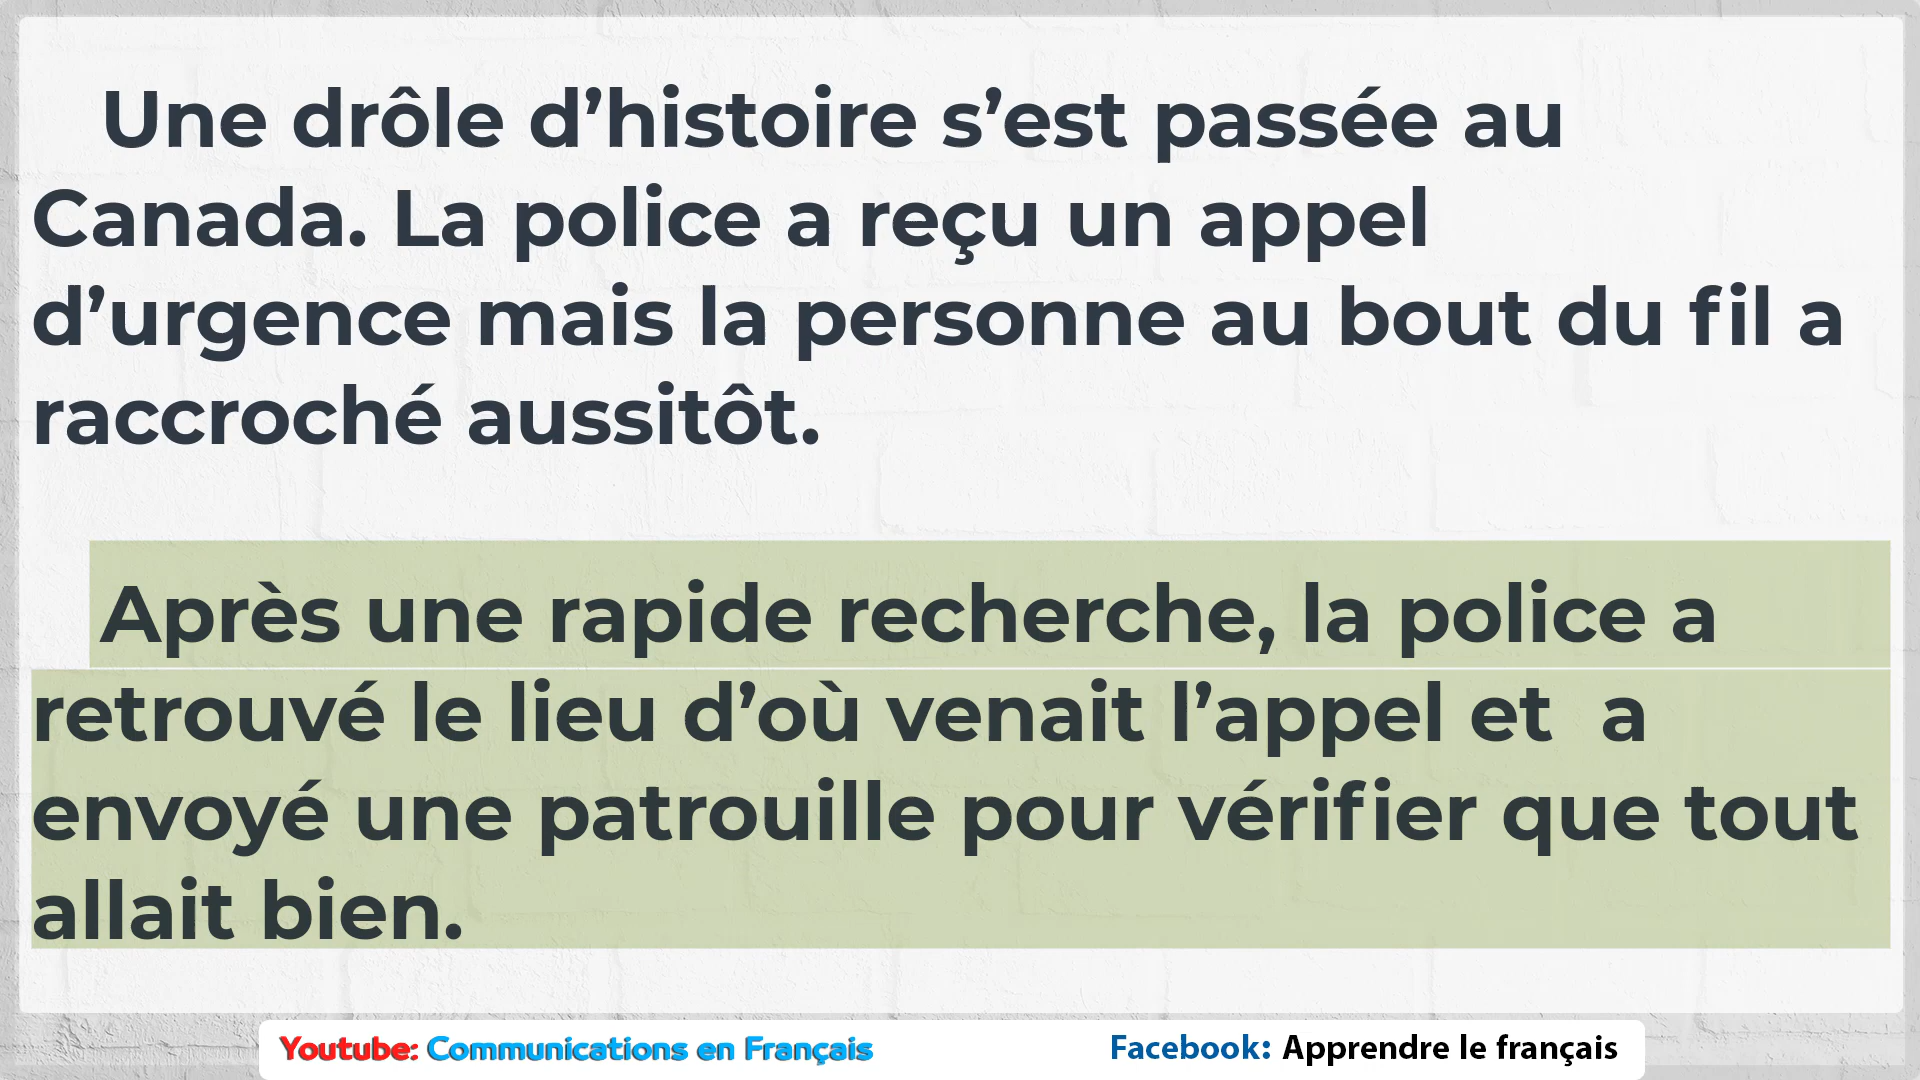 Une drôle d’histoire s’est passée au
Canada. La police a reçu un appel
d’urgence mais la personne au bout du fil a
raccroché aussitôt.
Après une rapide recherche, la police a
retrouvé le lieu d’où venait l’appel et  a
envoyé une patrouille pour vérifier que tout
allait bien.
Youtube: Communications en Français
Facebook: Apprendre le français